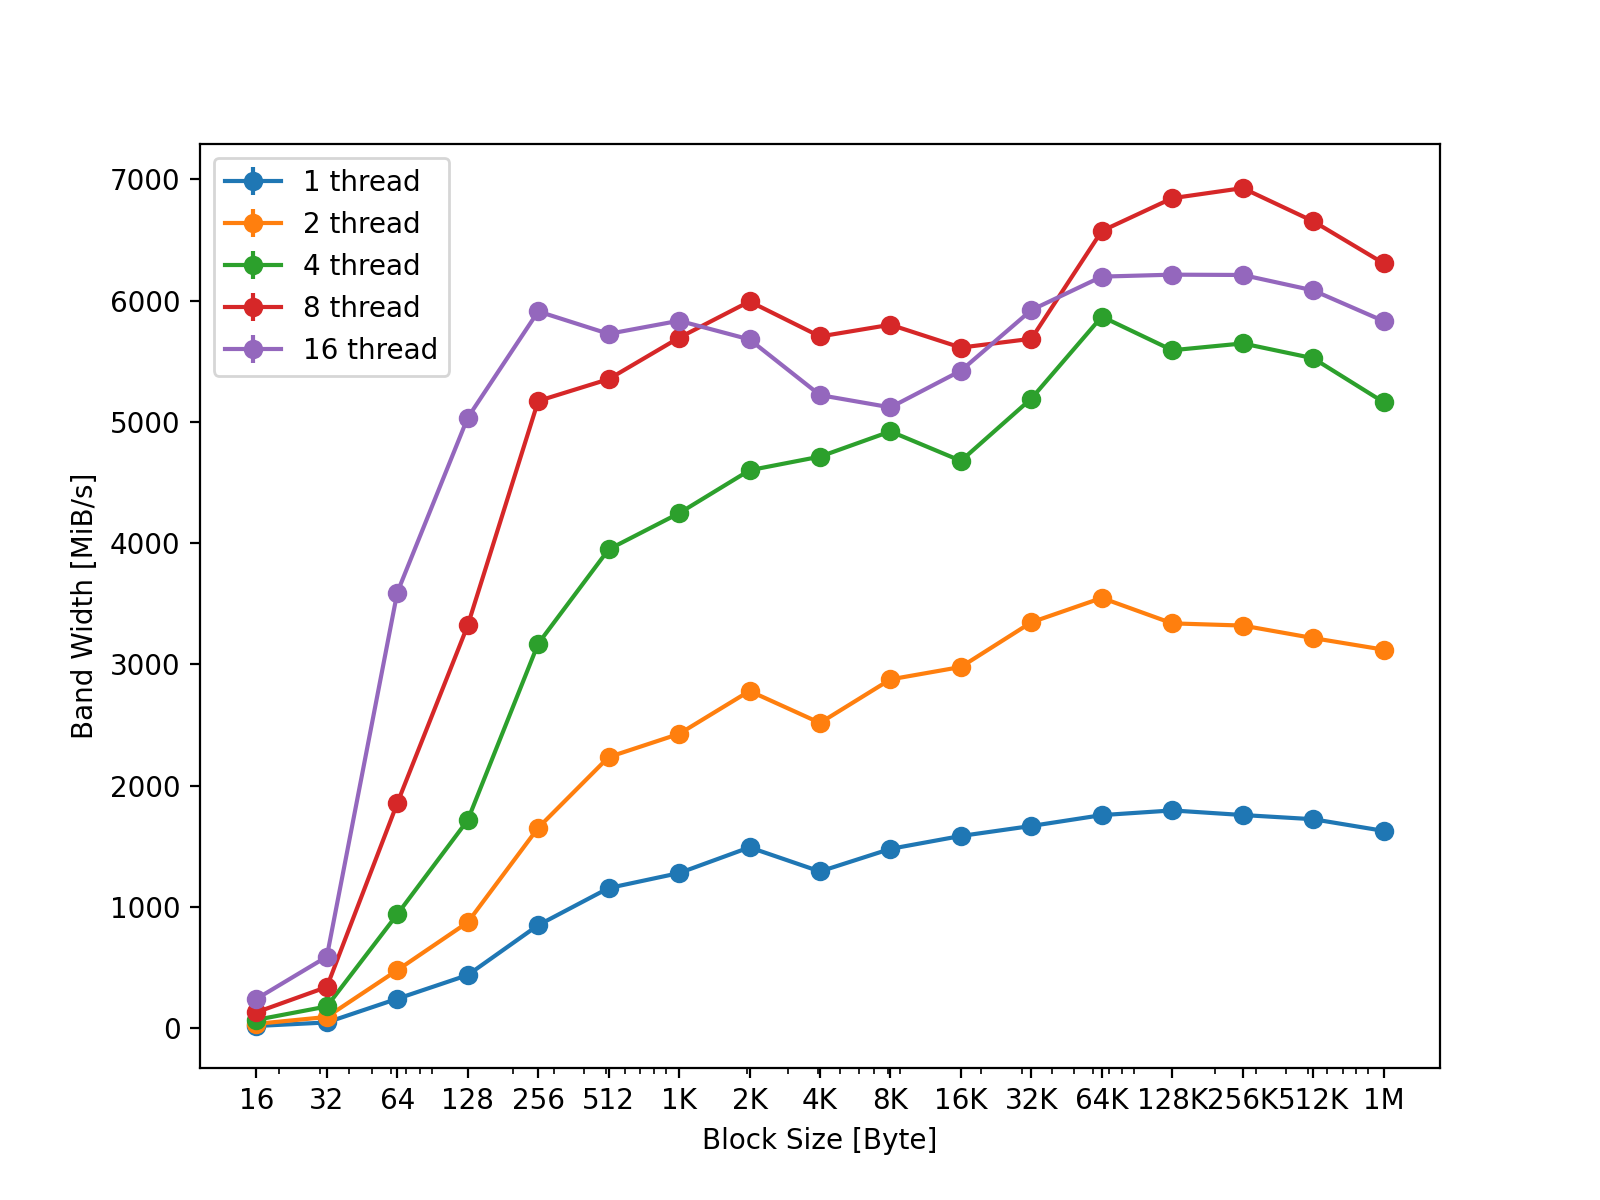 1 thread
2 thread
4 thread
8 thread
16 thread
7000
6000
5000
4000
3000
2000
1000
0
Band Width [MiB/s]
16 32 64 128 256 512 1K 2K 4K 8K 16K 32K 64K 128K 256K 512K 1M
Block Size [Byte]